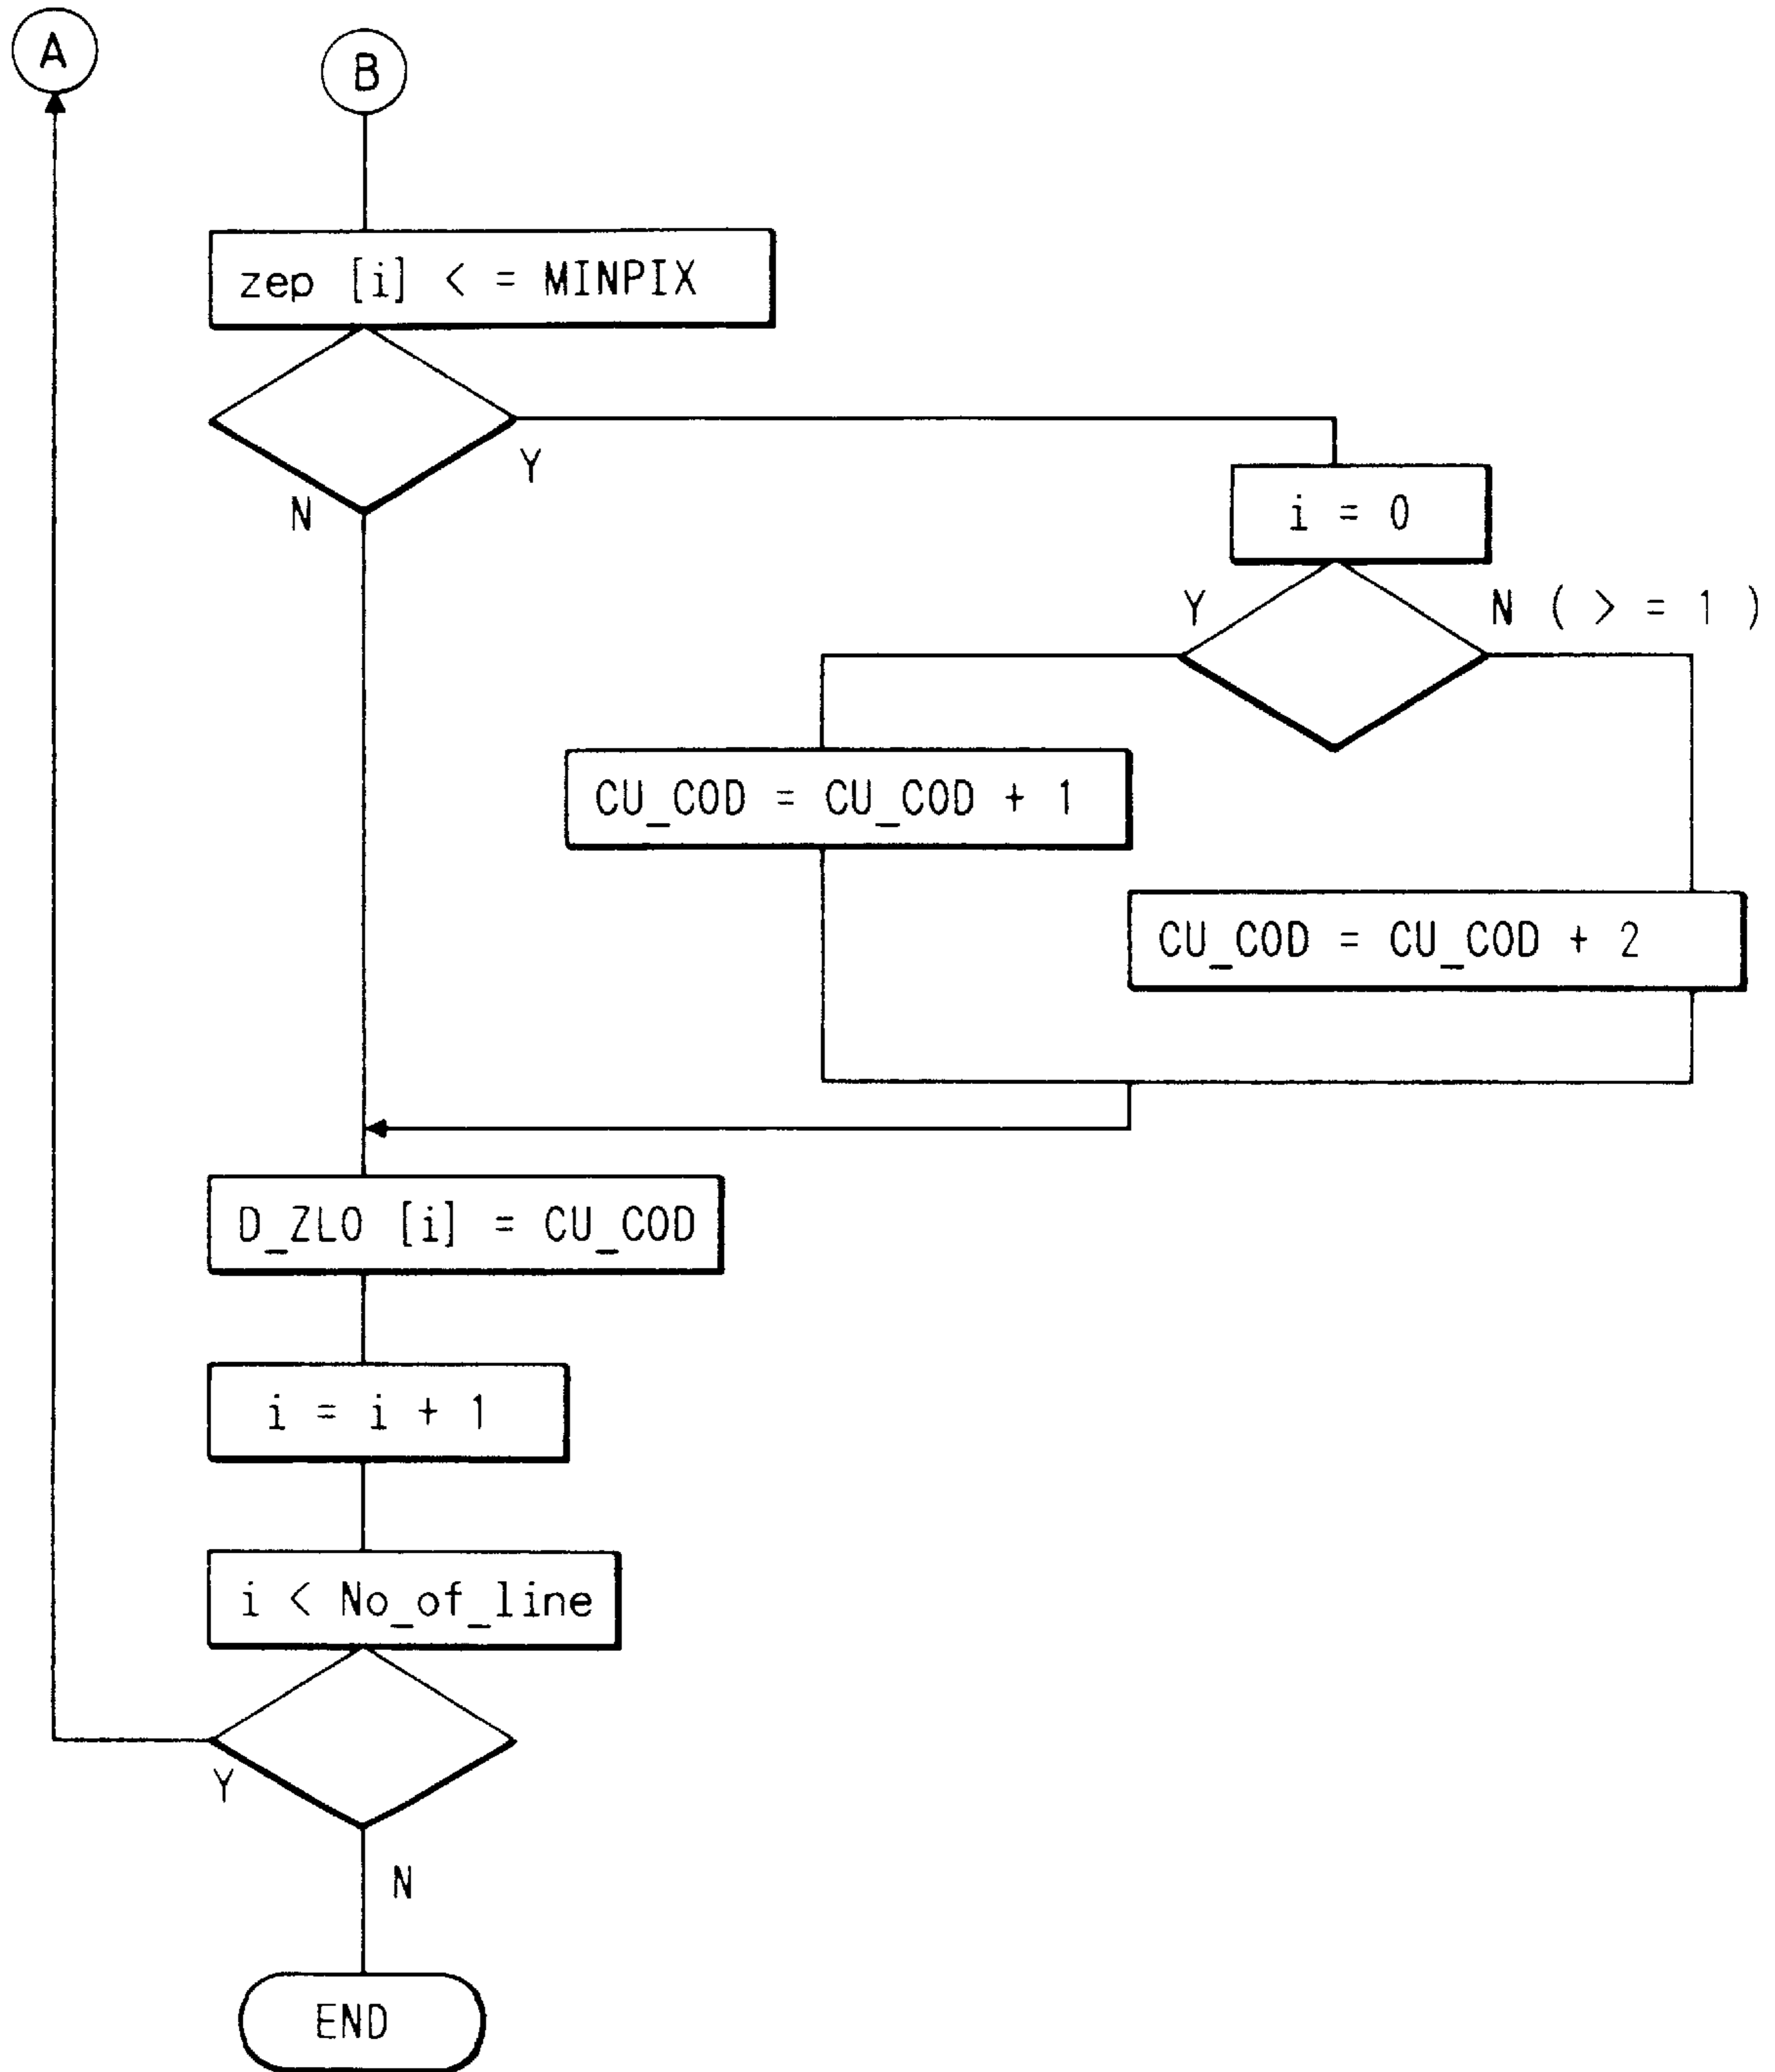 A
B
zep [i] < = MINPIX
Y
N
i = 0
Y
N ( > = 1 )
CU_COD = CU_COD + 1
CU_COD = CU_COD + 2
D_ZLO [i] = CU_COD
i = i + 1
i < No_of_line
Y
N
END